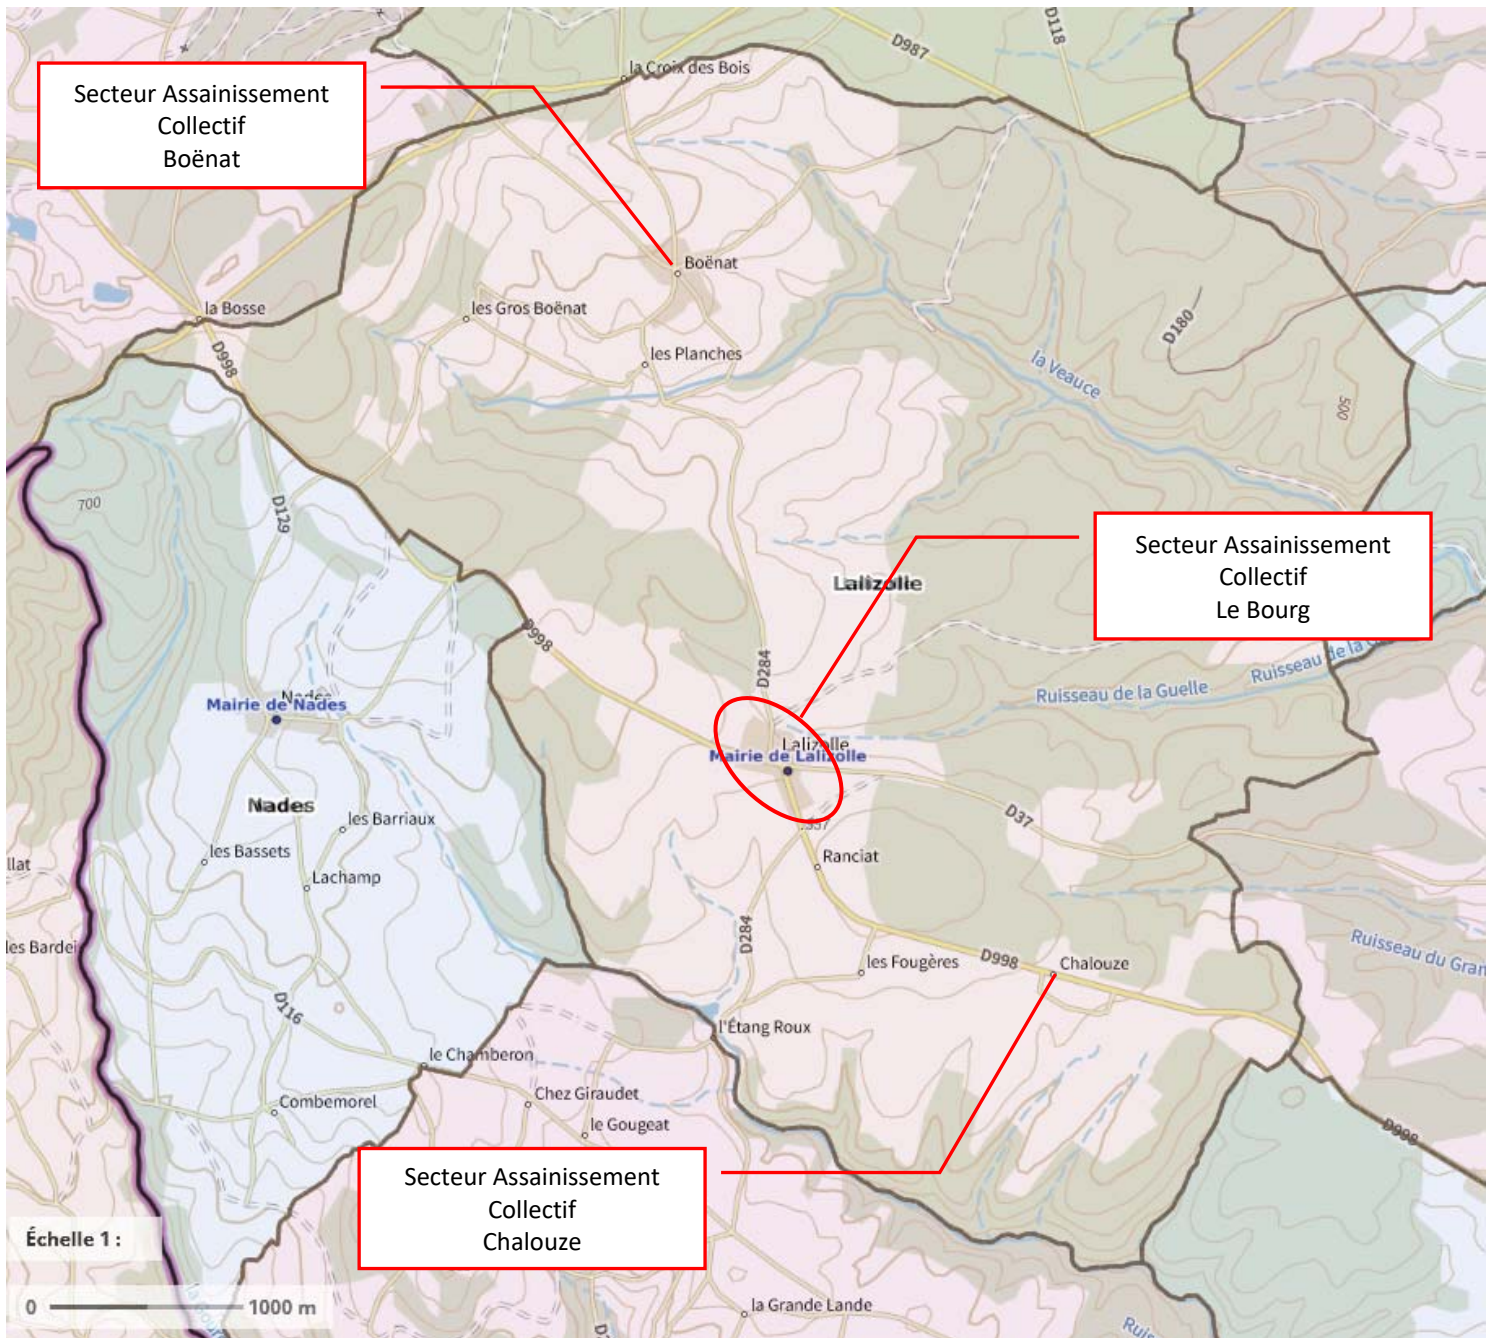 D987
D118
la Croix des Bois
Secteur Assainissement
Collectif
Boënat
Boënat
la Bosse
les Gros Boënat
D180
D998
les Planches
la Veauce
500
700
D129
Secteur Assainissement
Collectif
Le Bourg
Lalizolle
D998
D284
Ruisseau de la
Ruisseau de la Guelle
Nades
Mairie de Nades
Lalizolle
Mairie de Lalizolle
Nades
les Barriaux
D37
les Bassets
Ranciat
llat
Lachamp
D284
les Bardei
Ruisseau du Gran
les Fougères
D998
Chalouze
D116
l'Étang Roux
le Chamberon
Chez Giraudet
Combemorel
le Gougeat
D998
Secteur Assainissement
Collectif
Chalouze
Échelle 1 :
0
1000 m
la Grande Lande